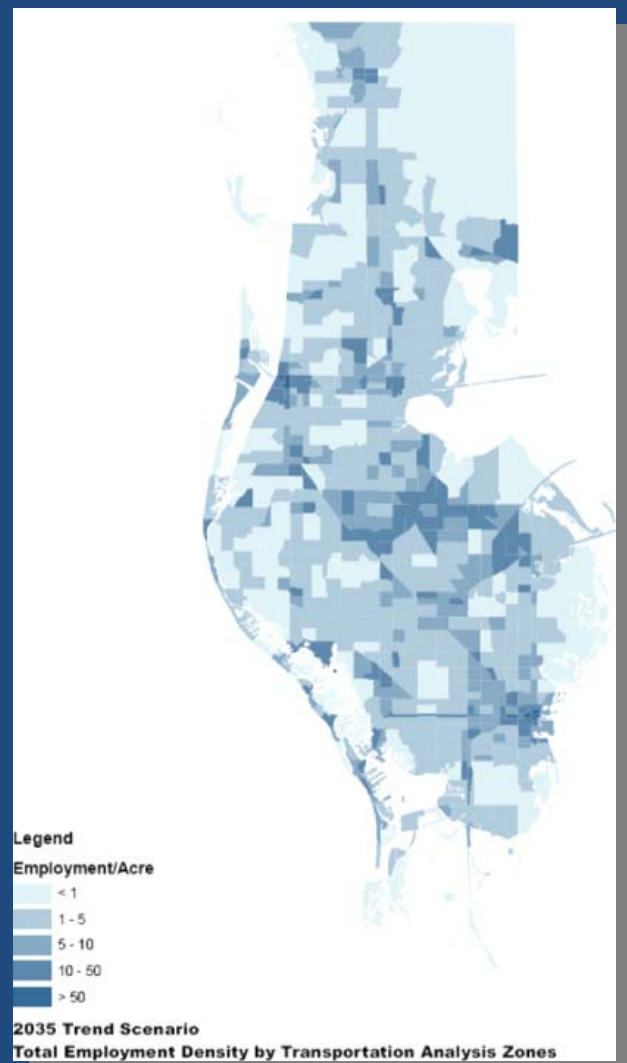 Legend
Employment/Acre
< 1
1 - 5
5 - 10
10 - 50
> 50
2035 Trend Scenario
Total Employment Density by Transportation Analysis Zones